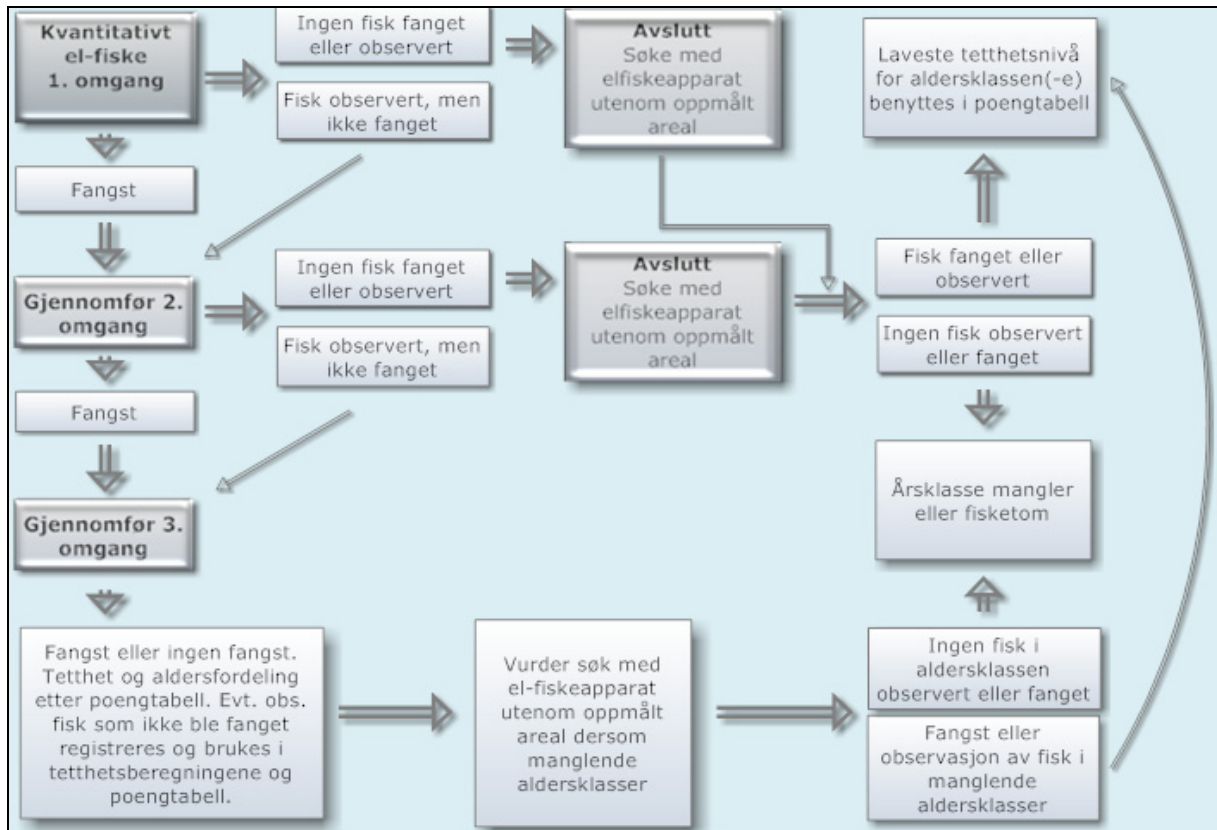 Kvantitativt
el-fiske
1. omgang
Ingen fisk fanget
eller observert
Fisk observert, men
ikke fanget
Avslutt
Søke med
elfiskeapparat
utenom oppmålt
areal
Laveste tetthetsnivå
for aldersklassen(-e)
benyttes i poengtabell
Fangst
Gjennomfør 2.
omgang
Ingen fisk fanget
eller observert
Fisk observert, men
ikke fanget
Avslutt
Søke med
elfiskeapparat
utenom oppmålt
areal
Fisk fanget eller
observert
Ingen fisk observert
eller fanget
Fangst
Gjennomfør 3.
omgang
Årsklasse mangler
eller fisketom
Fangst eller ingen fangst.
Tetthet og aldersfordeling
etter poengtabell. Evt. obs.
fisk som ikke ble fanget
registreres og brukes i
tetthetsberegningene og
poengtabell.
Vurder søk med
el-fiskeapparat
utenom oppmålt
areal dersom
manglende
aldersklasser
Ingen fisk i
aldersklassen
observert eller fanget
Fangst eller
observasjon av fisk i
manglende
aldersklasser